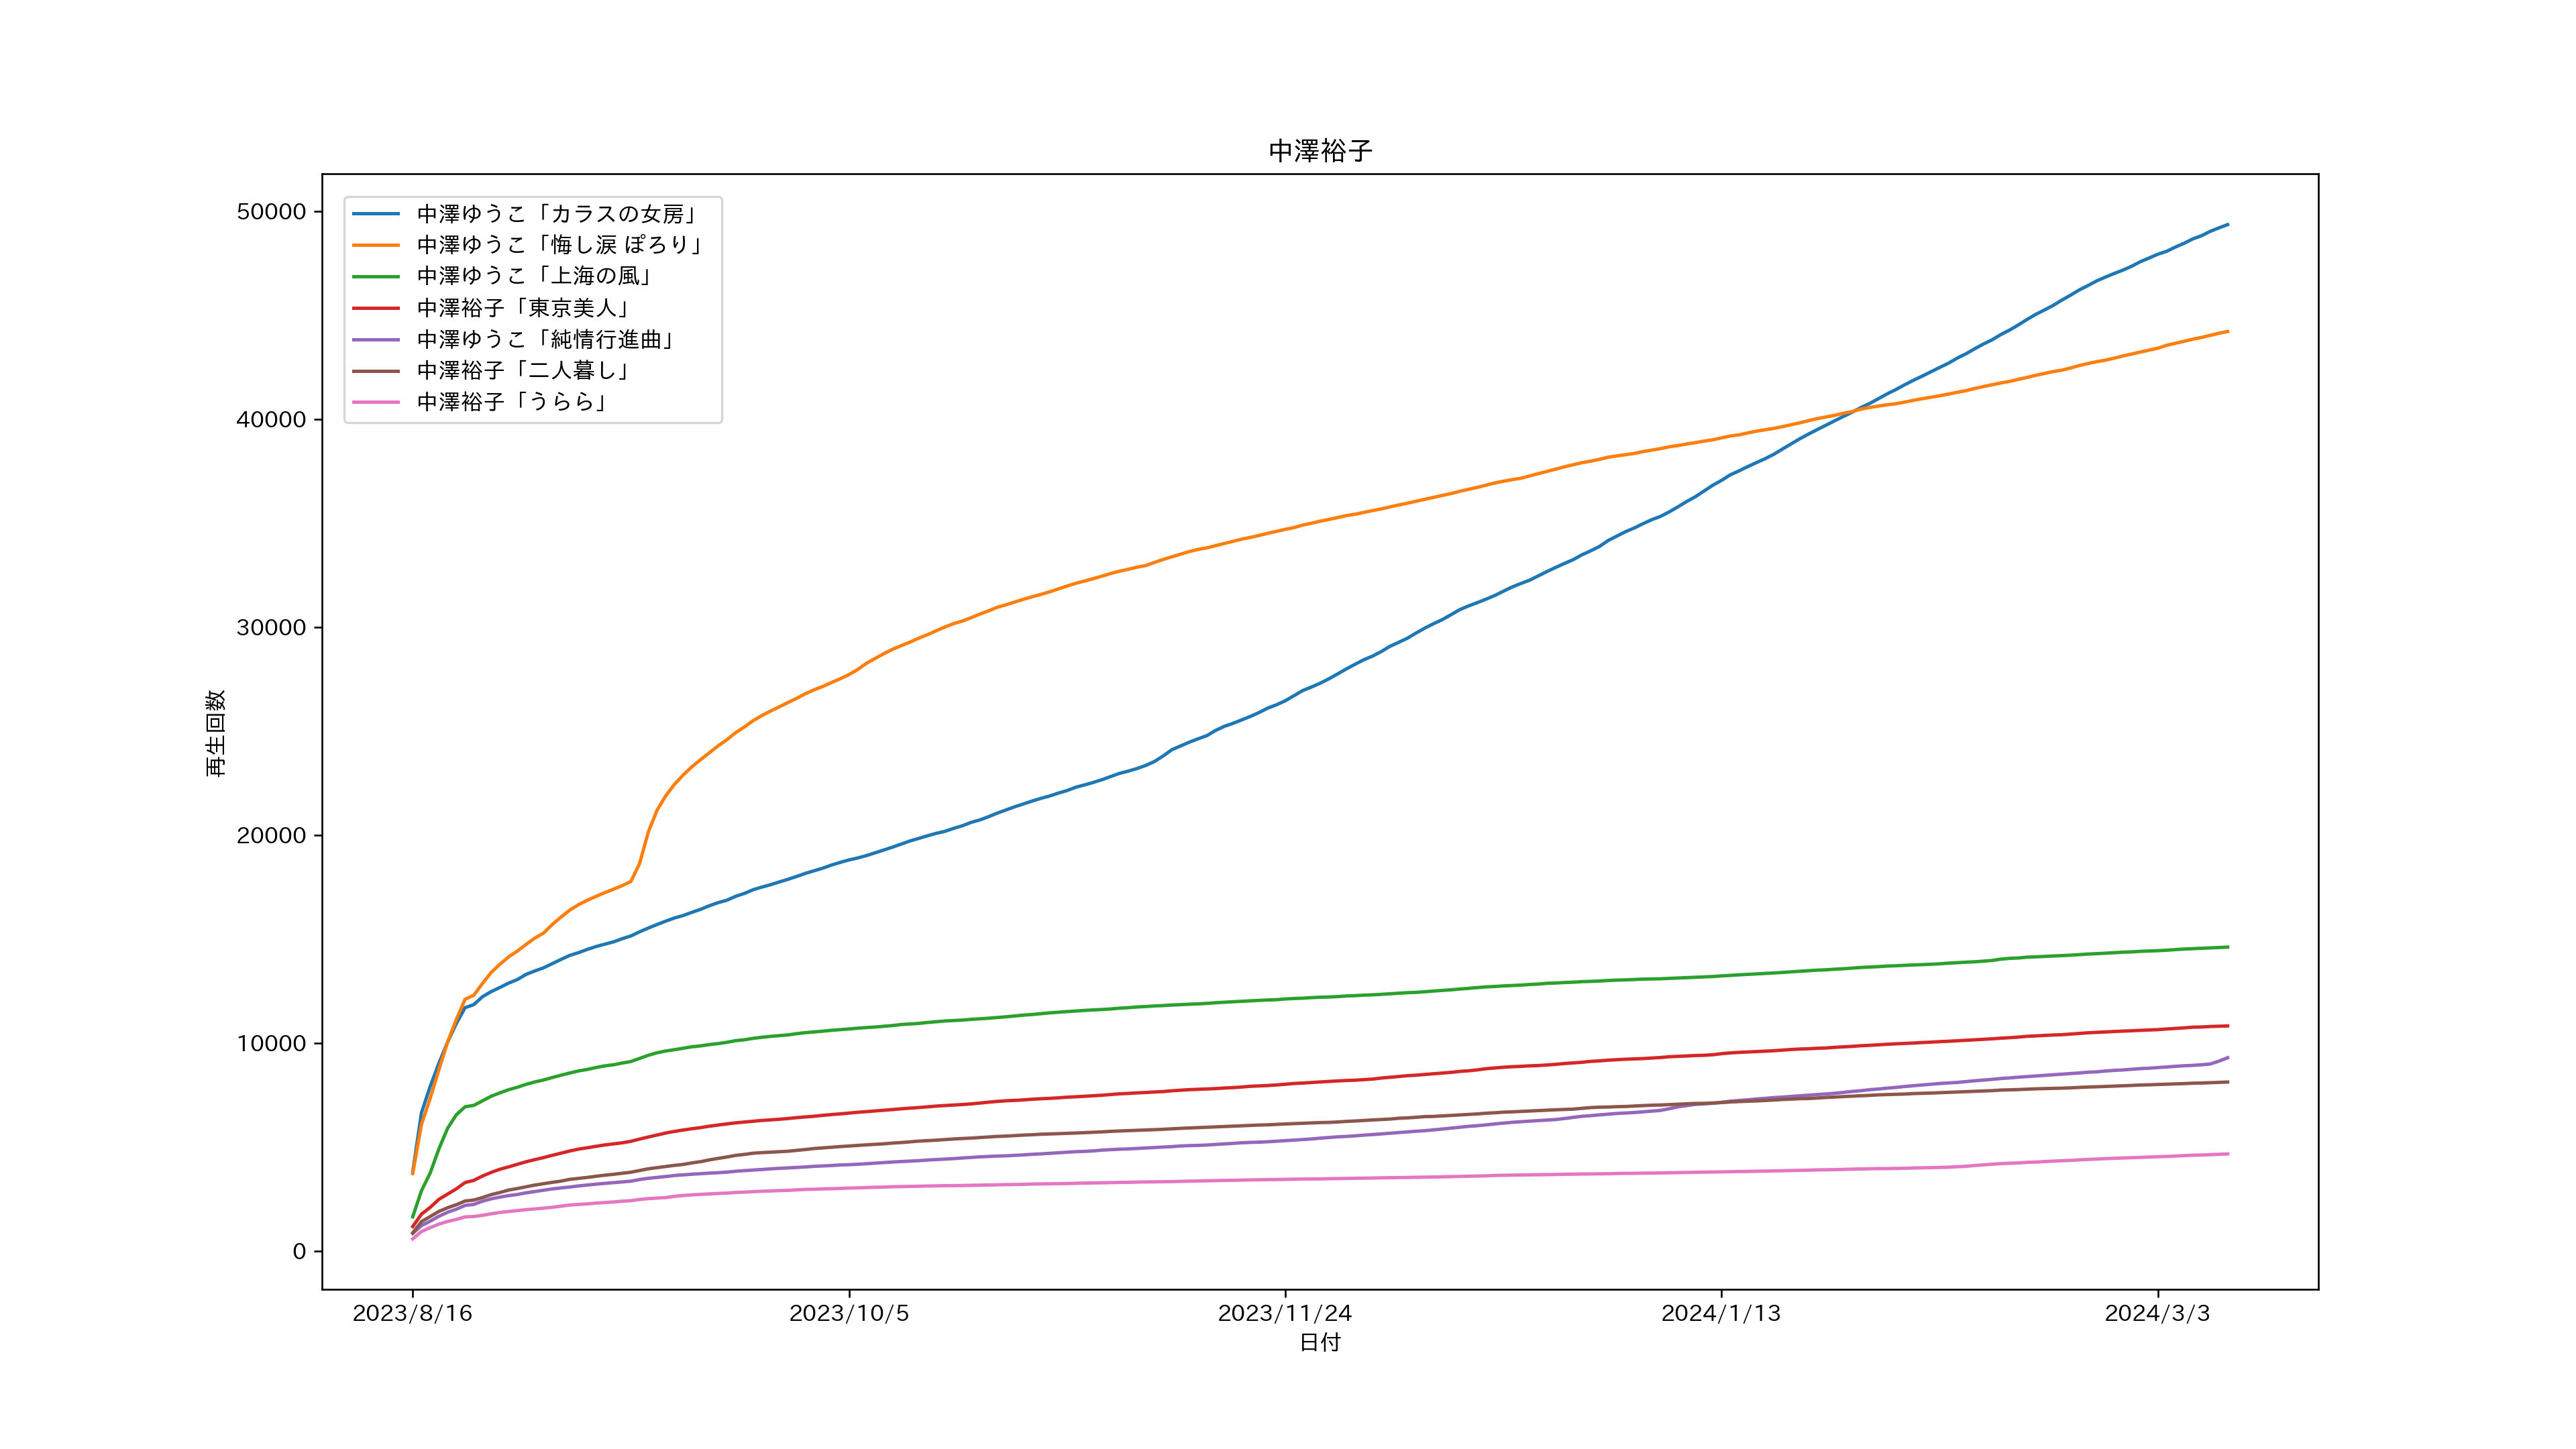 中澤裕子
中澤ゆうこ「カラスの女房」
中澤ゆうこ「悔し涙 ぽろり」
中澤ゆうこ「上海の風」
中澤裕子「東京美人」
中澤ゆうこ「純情行進曲」
中澤裕子「二人暮し」
中澤裕子「うらら」
再生回数
50000
40000
30000
20000
10000
0
2023/8/16
2023/10/5
2023/11/24
2024/1/13
2024/3/3
日付